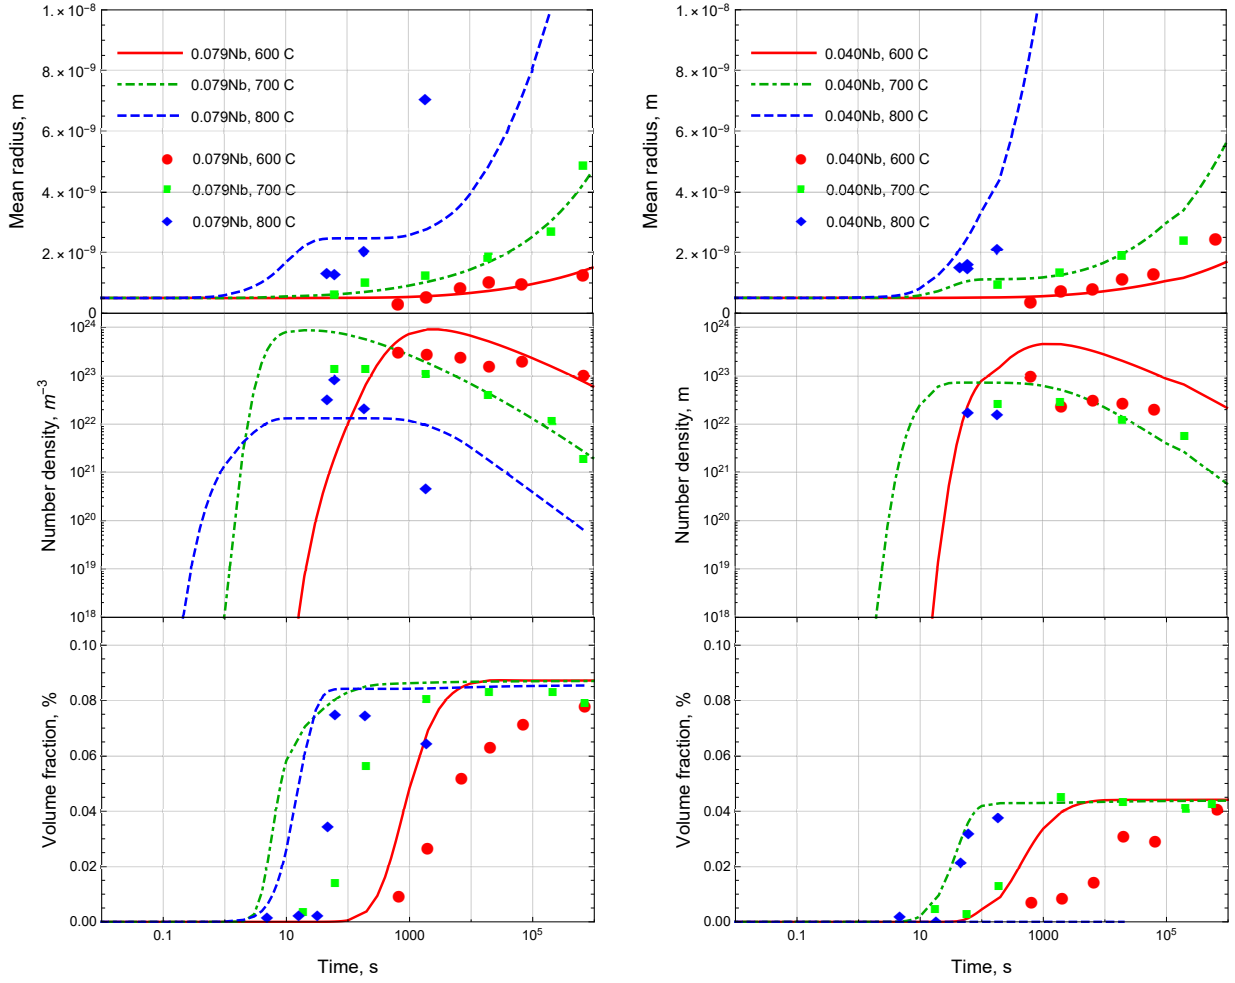 1. × 10⁻⁸
8. × 10⁻⁹
6. × 10⁻⁹
4. × 10⁻⁹
2. × 10⁻⁹
0
Mean radius, m
0.079Nb, 600 C
0.079Nb, 700 C
0.079Nb, 800 C
0.079Nb, 600 C
0.079Nb, 700 C
0.079Nb, 800 C
1. × 10⁻⁸
8. × 10⁻⁹
6. × 10⁻⁹
4. × 10⁻⁹
2. × 10⁻⁹
0
Mean radius, m
0.040Nb, 600 C
0.040Nb, 700 C
0.040Nb, 800 C
0.040Nb, 600 C
0.040Nb, 700 C
0.040Nb, 800 C
10²⁴
10²³
10²²
10²¹
10²⁰
10¹⁹
10¹⁸
Number density, m⁻³
10²⁴
10²³
10²²
10²¹
10²⁰
10¹⁹
10¹⁸
Number density, m
0.10
0.08
0.06
0.04
0.02
0.00
Volume fraction, %
0.1 10 1000 10⁵
Time, s
0.10
0.08
0.06
0.04
0.02
0.00
Volume fraction, %
0.1 10 1000 10⁵
Time, s